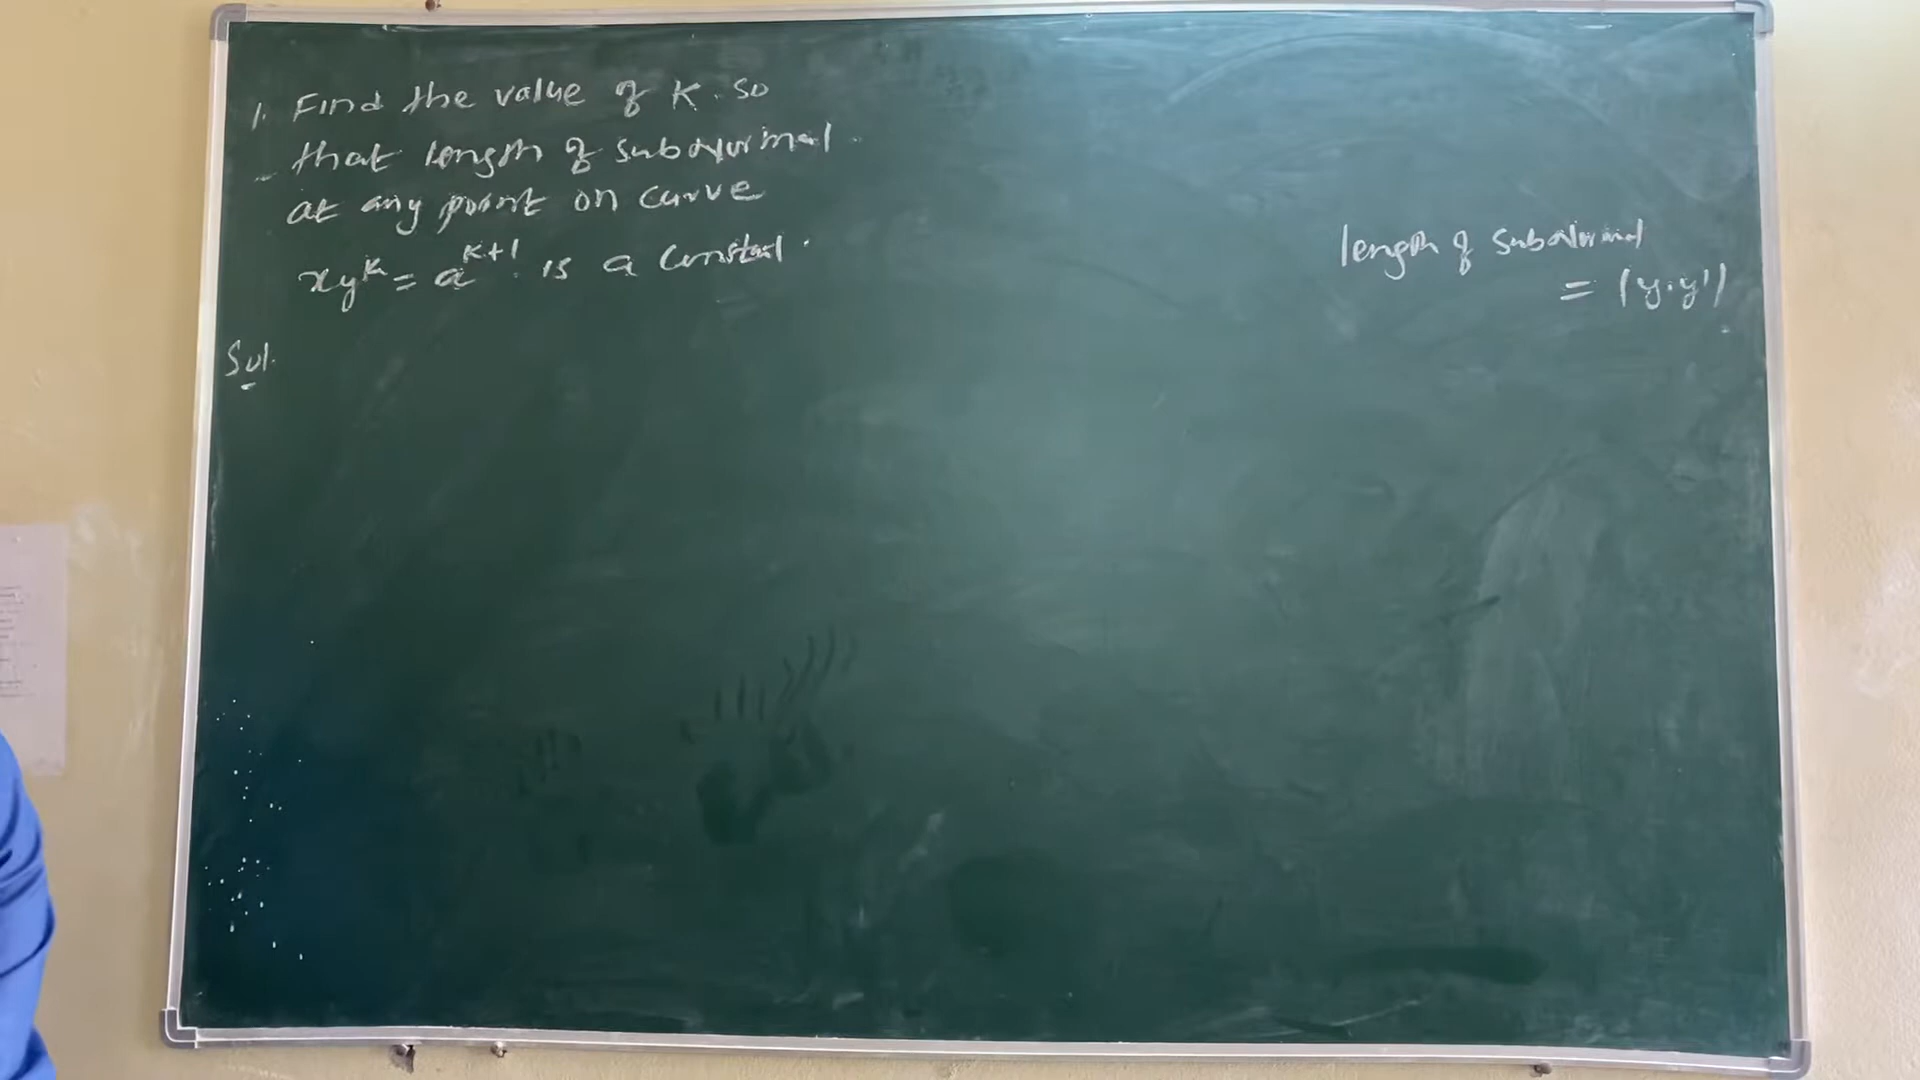 1. Find the value of K. so
that length of subnormal
at any point on curve
xy^k = a^{k+1} is a constant.
Sol.
length of subnormal
= |y.y'|